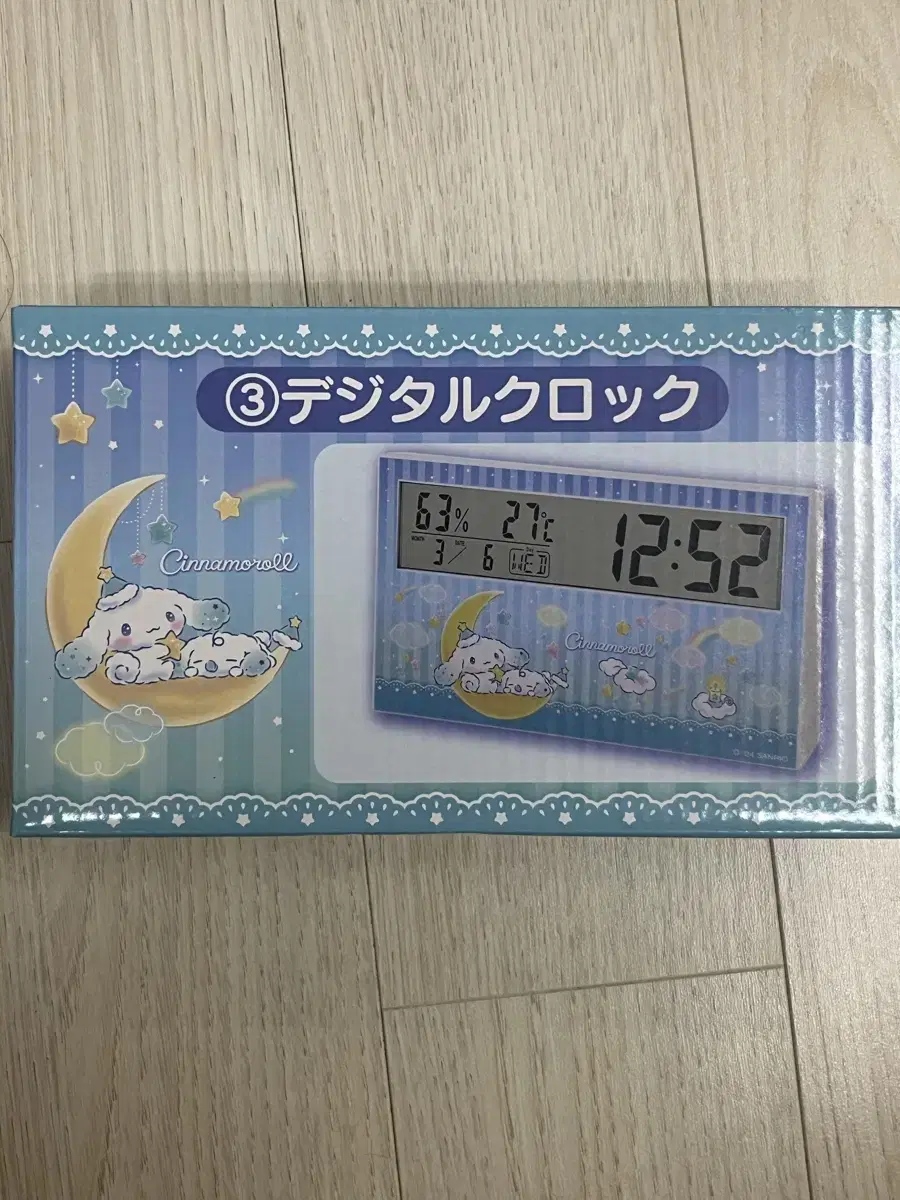 ③デジタルクロック
Cinnamoroll
63% 27℃ 12:52
MONTH DATE DAY
3/6 WED
Cinnamoroll